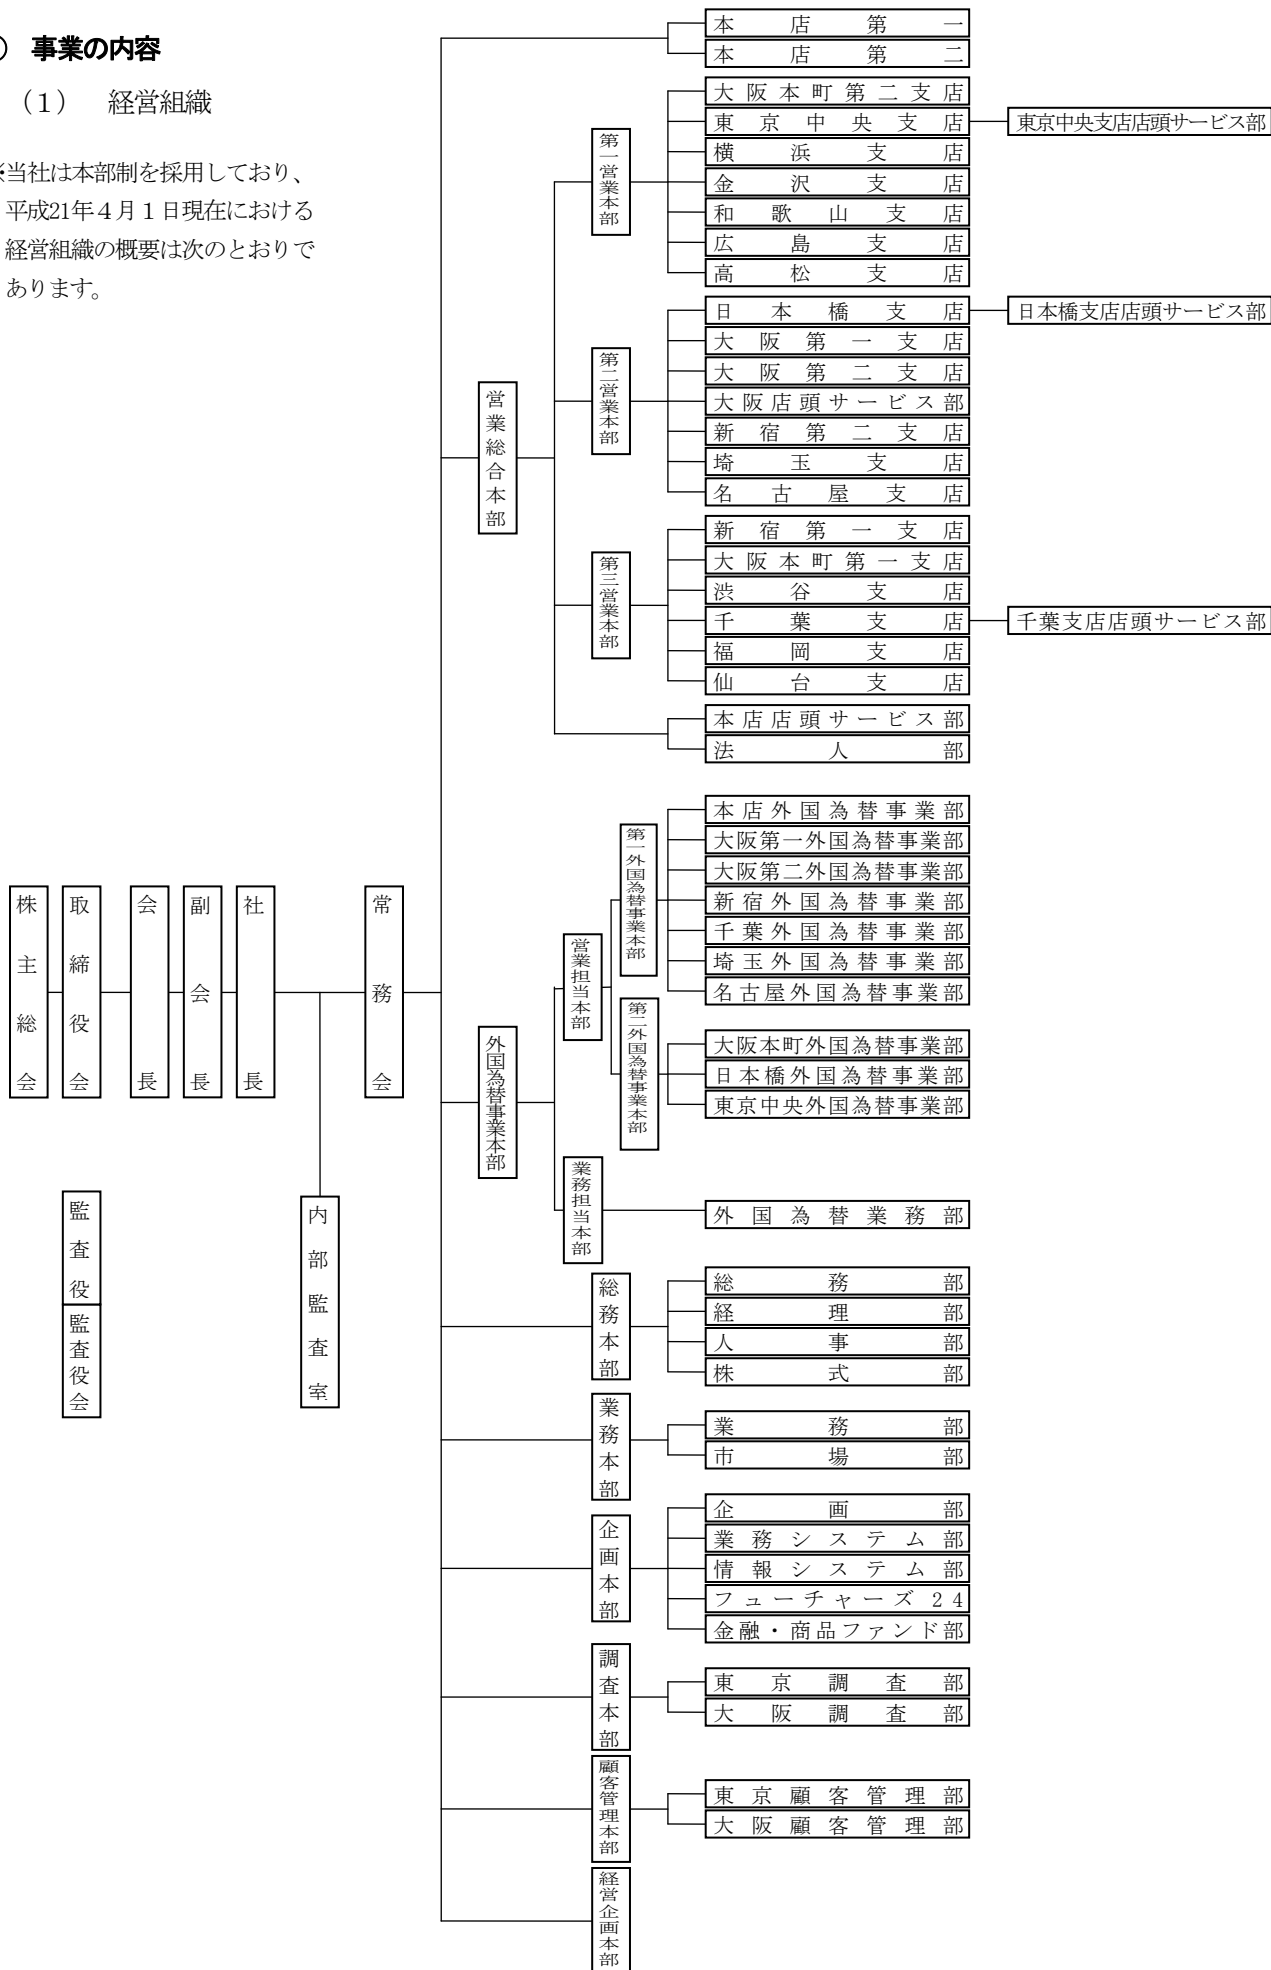 事業の内容
（１）　経営組織
※当社は本部制を採用しており、
平成21年４月１日現在における
経営組織の概要は次のとおりで
あります。
株主総会
取締役会
会長
副会長
社長
常務会
監査役
監査役会
内部監査室
本店第一
本店第二
営業総合本部
第一営業本部
大阪本町第二支店
東京中央支店
東京中央支店店頭サービス部
横浜支店
金沢支店
和歌山支店
広島支店
高松支店
第二営業本部
日本橋支店
日本橋支店店頭サービス部
大阪第一支店
大阪第二支店
大阪店頭サービス部
新宿第二支店
埼玉支店
名古屋支店
第三営業本部
新宿第一支店
大阪本町第一支店
渋谷支店
千葉支店
千葉支店店頭サービス部
福岡支店
仙台支店
本店店頭サービス部
法人部
外国為替事業本部
営業担当本部
第一外国為替事業本部
本店外国為替事業部
大阪第一外国為替事業部
大阪第二外国為替事業部
新宿外国為替事業部
千葉外国為替事業部
埼玉外国為替事業部
名古屋外国為替事業部
第二外国為替事業本部
大阪本町外国為替事業部
日本橋外国為替事業部
東京中央外国為替事業部
業務担当本部
外国為替業務部
総務本部
総務部
経理部
人事部
株式部
業務本部
業務部
市場部
企画本部
企画部
業務システム部
情報システム部
フューチャーズ24
金融・商品ファンド部
調査本部
東京調査部
大阪調査部
顧客管理本部
東京顧客管理部
大阪顧客管理部
経営企画本部